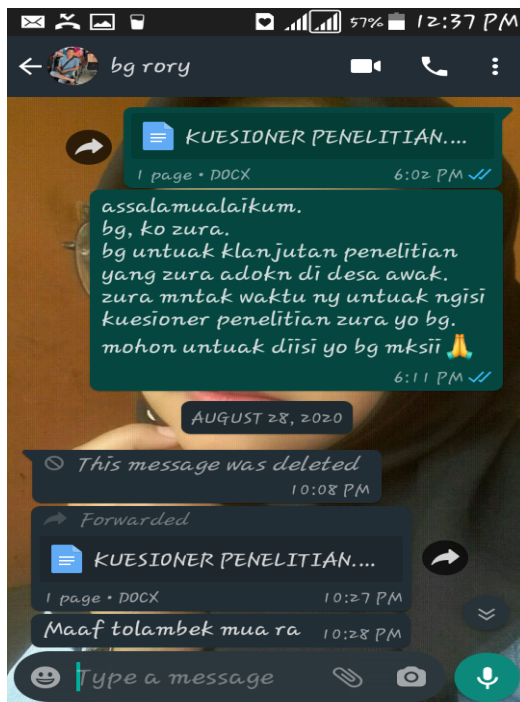 57% 12:37 PM
bg rory
KUESIONER PENELITIAN....
1 page • DOCX 6:02 PM
assalamualaikum.
bg, ko zura.
bg untuak klanjutan penelitian
yang zura adokn di desa awak.
zura mntak waktu ny untuak ngisi
kuesioner penelitian zura yo bg.
mohon untuak diisi yo bg mksii 🙏
6:11 PM
AUGUST 28, 2020
This message was deleted
10:08 PM
Forwarded
KUESIONER PENELITIAN....
1 page • DOCX 10:27 PM
Maaf tolambek mua ra 10:28 PM
Type a message